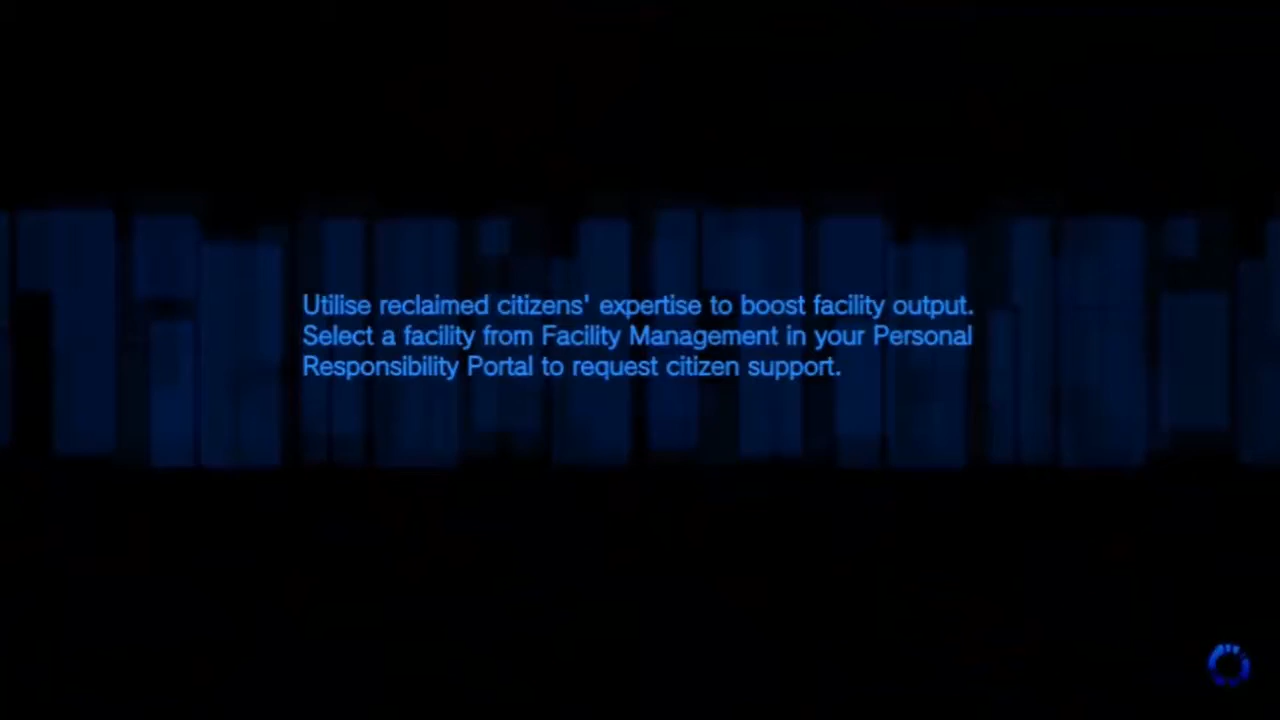 Utilise reclaimed citizens' expertise to boost facility output.
Select a facility from Facility Management in your Personal
Responsibility Portal to request citizen support.